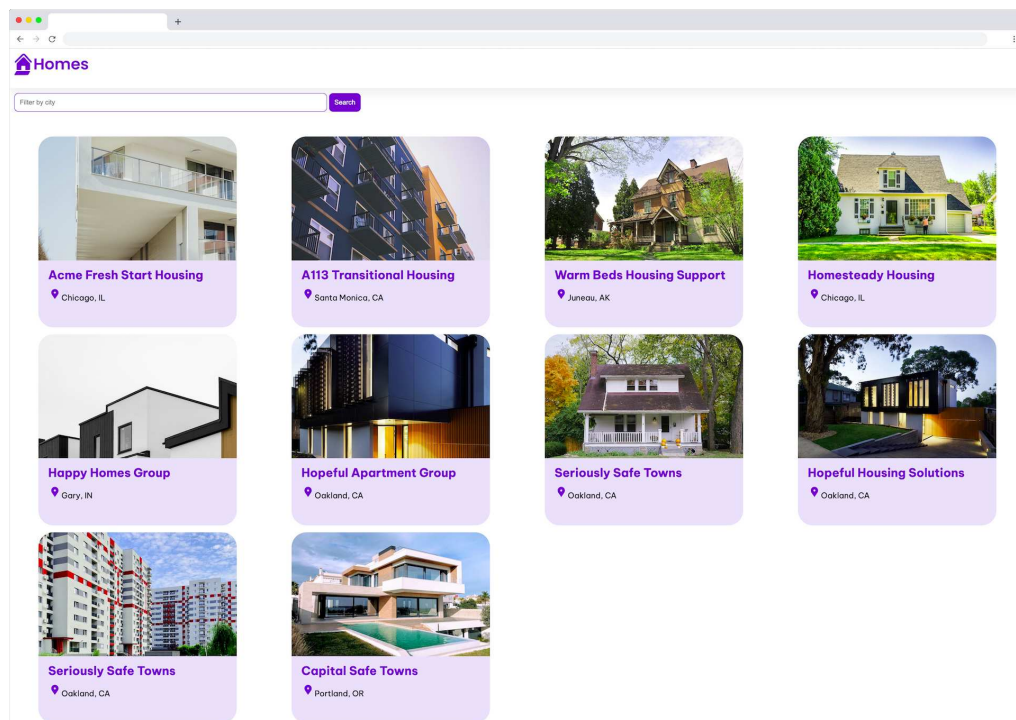 Homes
Filter by city
Search
Acme Fresh Start Housing
Chicago, IL
A113 Transitional Housing
Santa Monica, CA
Warm Beds Housing Support
Juneau, AK
Homesteady Housing
Chicago, IL
Happy Homes Group
Gary, IN
Hopeful Apartment Group
Oakland, CA
Seriously Safe Towns
Oakland, CA
Hopeful Housing Solutions
Oakland, CA
Seriously Safe Towns
Oakland, CA
Capital Safe Towns
Portland, OR